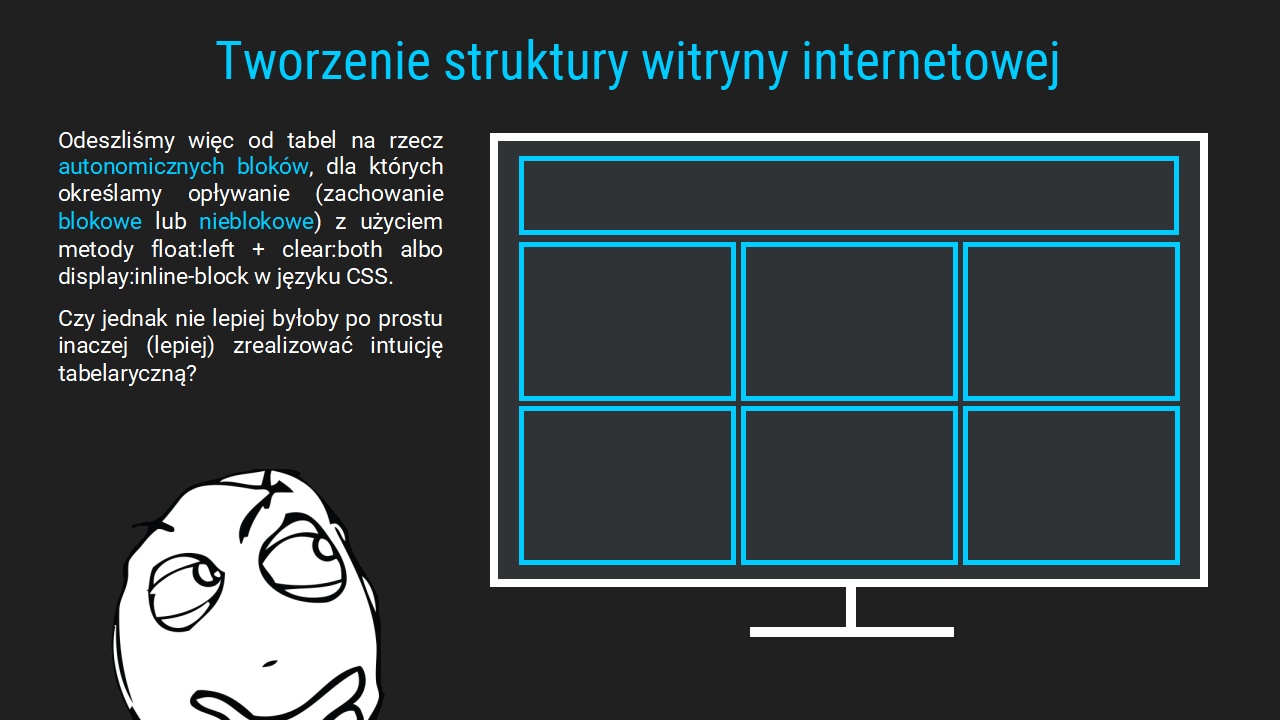 Tworzenie struktury witryny internetowej
Odeszliśmy więc od tabel na rzecz
autonomicznych bloków, dla których
określamy opływanie (zachowanie
blokowe lub nieblokowe) z użyciem
metody float:left + clear:both albo
display:inline-block w języku CSS.
Czy jednak nie lepiej byłoby po prostu
inaczej (lepiej) zrealizować intuicję
tabelaryczną?